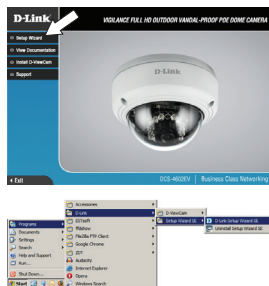 D-Link
VIGILANCE FULL HD OUTDOOR VANDAL-PROOF POE DOME CAMERA
Setup Wizard
View Documentation
Install D-ViewCam
Support
D-Link
Exit
DCS-4602EV
Business Class Networking
Accessories
D-Link
D-ViewCam
Setup Wizard SE
D-Link Setup Wizard SE
Uninstall Setup Wizard SE
FileZilla FTP Client
Google Chrome
Audacity
Internet Explorer
Opera
Windows Search
Programs
Documents
Settings
Search
Help and Support
Run...
Shut Down...
Start